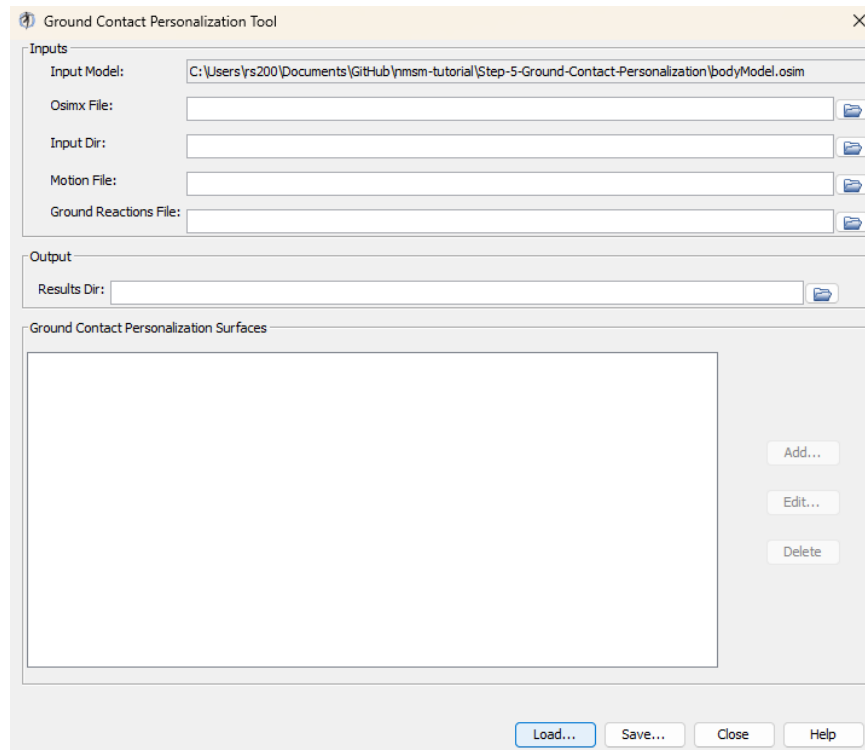 Ground Contact Personalization Tool
Inputs
Input Model: C:\Users\rs200\Documents\GitHub\nmsm-tutorial\Step-5-Ground-Contact-Personalization\bodyModel.osim
Osimx File:
Input Dir:
Motion File:
Ground Reactions File:
Output
Results Dir:
Ground Contact Personalization Surfaces
Add...
Edit...
Delete
Load... Save... Close Help